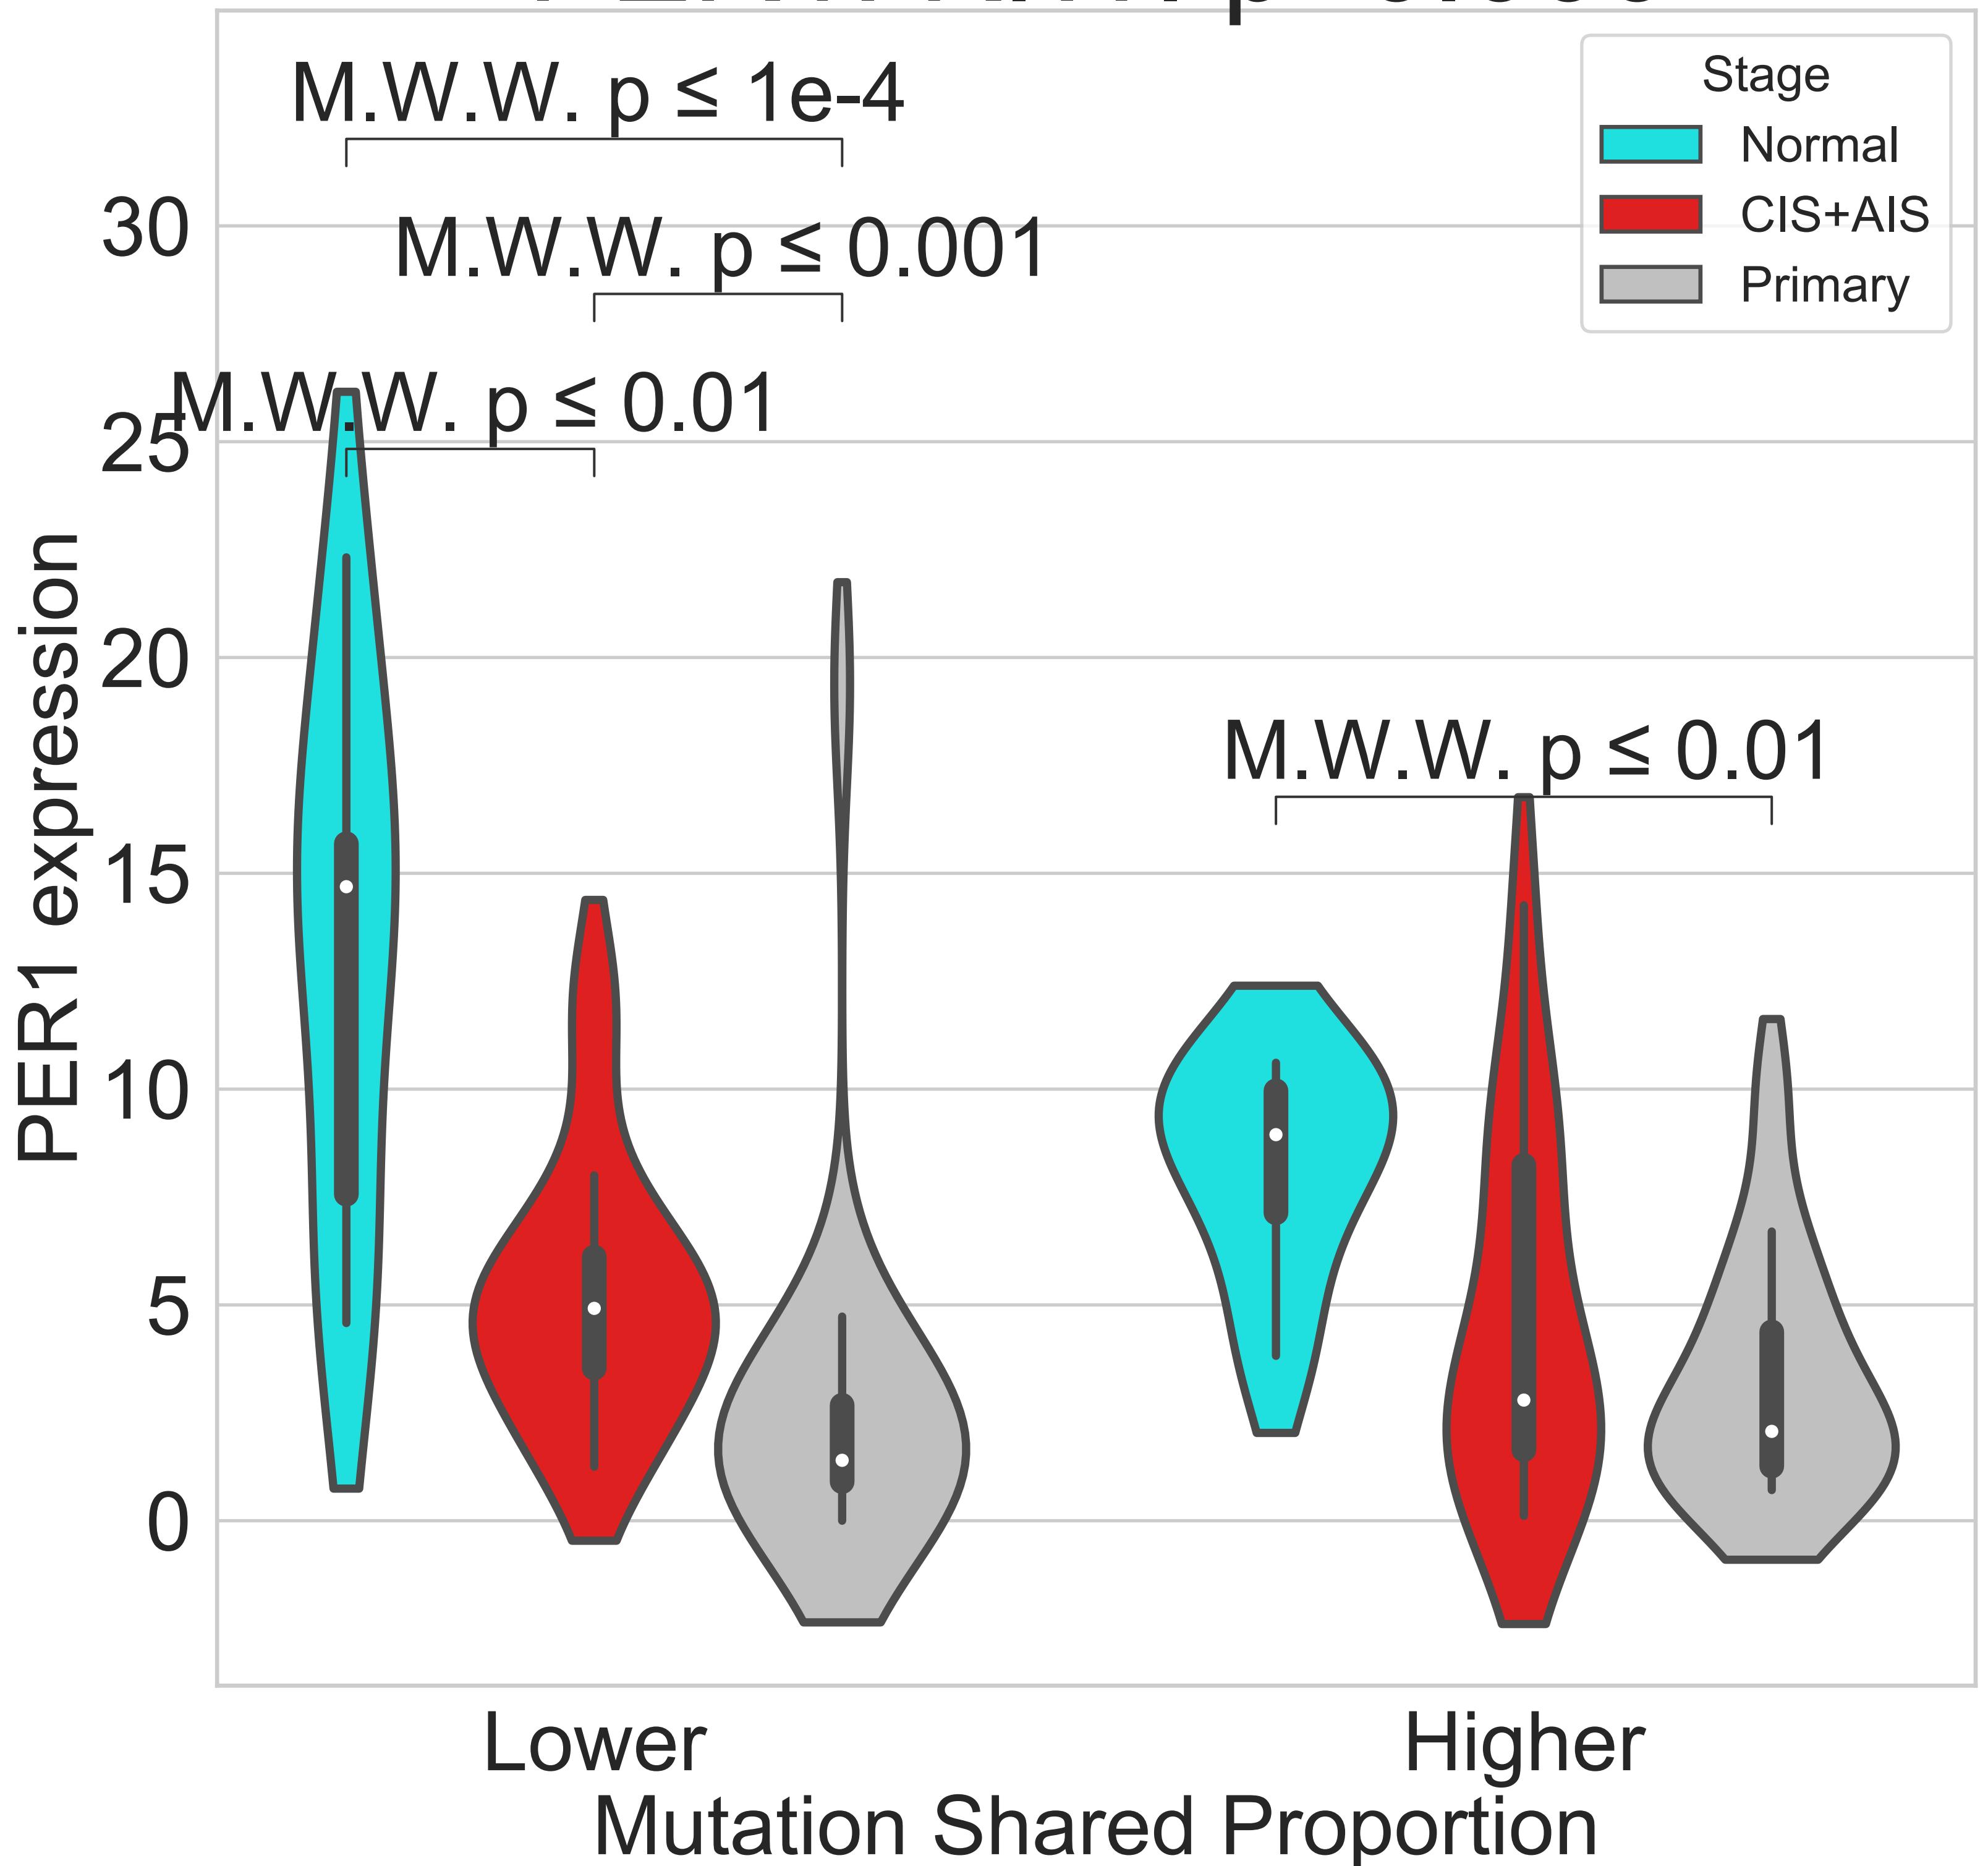 M.W.W. p ≤ 1e-4
M.W.W. p ≤ 0.001
M.W.W. p ≤ 0.01
M.W.W. p ≤ 0.01
Stage
Normal
CIS+AIS
Primary
30
25
20
15
10
5
0
PER1 expression
Lower
Higher
Mutation Shared Proportion